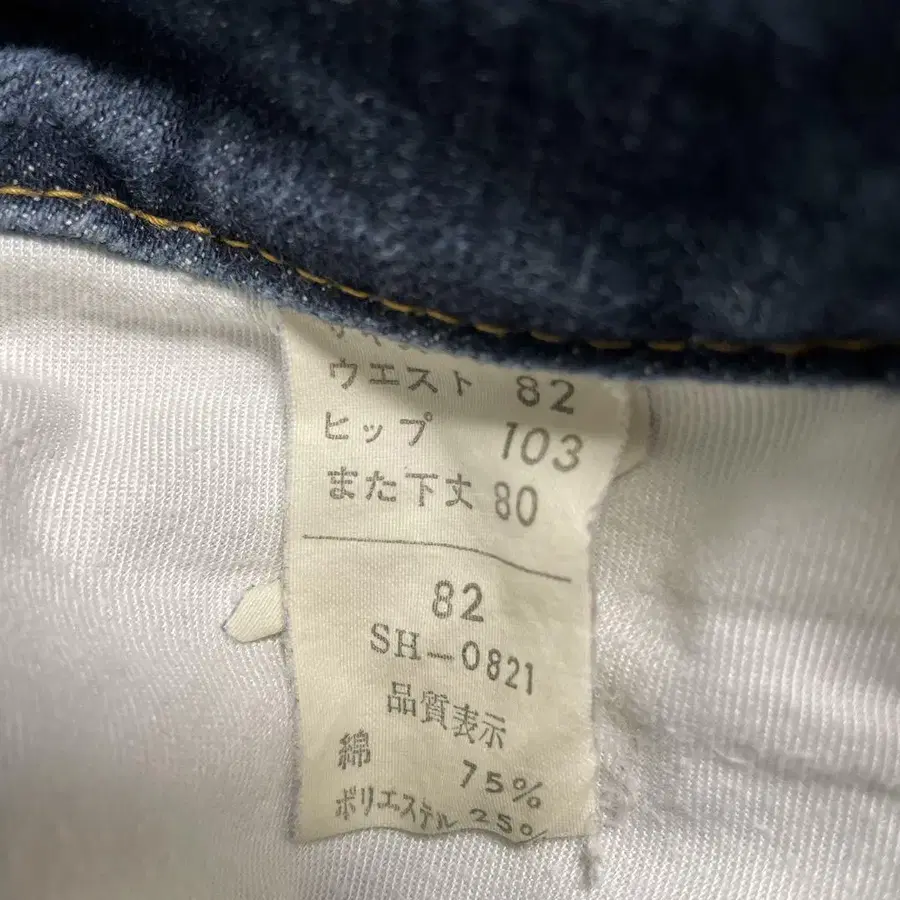 ウエスト 82
ヒップ 103
また下丈 80
82
SH-0821
品質表示
綿 75%
ポリエステル 25%